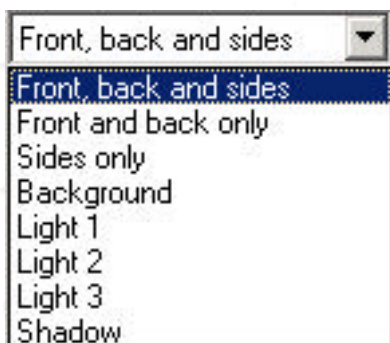 Front, back and sides
Front, back and sides
Front and back only
Sides only
Background
Light 1
Light 2
Light 3
Shadow